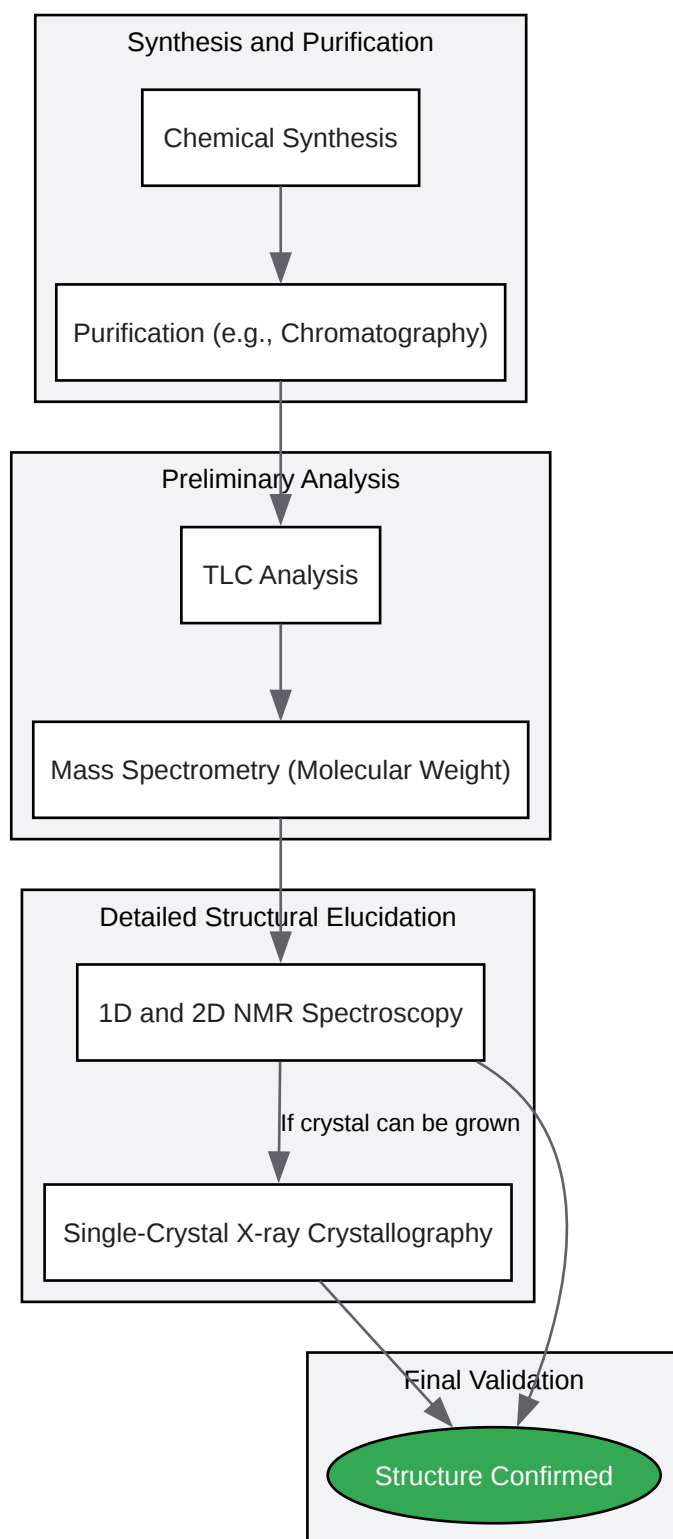 Synthesis and Purification
Chemical Synthesis
Purification (e.g., Chromatography)
Preliminary Analysis
TLC Analysis
Mass Spectrometry (Molecular Weight)
Detailed Structural Elucidation
1D and 2D NMR Spectroscopy
If crystal can be grown
Single-Crystal X-ray Crystallography
Final Validation
Structure Confirmed